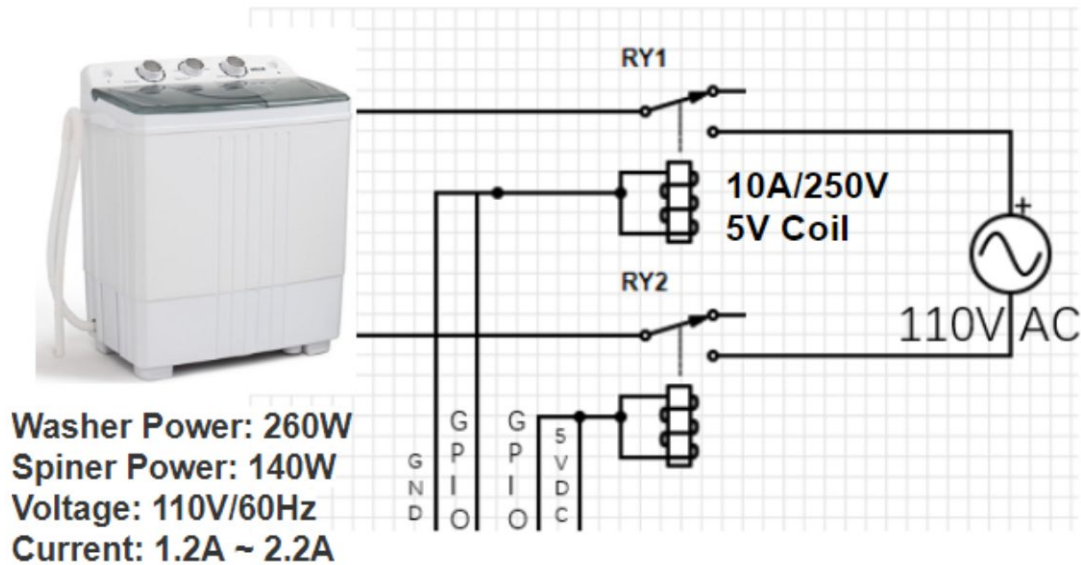 RY1
10A/250V
5V Coil
RY2
+
110V AC
GND
GPIO
GPIO
5VDC
Washer Power: 260W
Spiner Power: 140W
Voltage: 110V/60Hz
Current: 1.2A ~ 2.2A